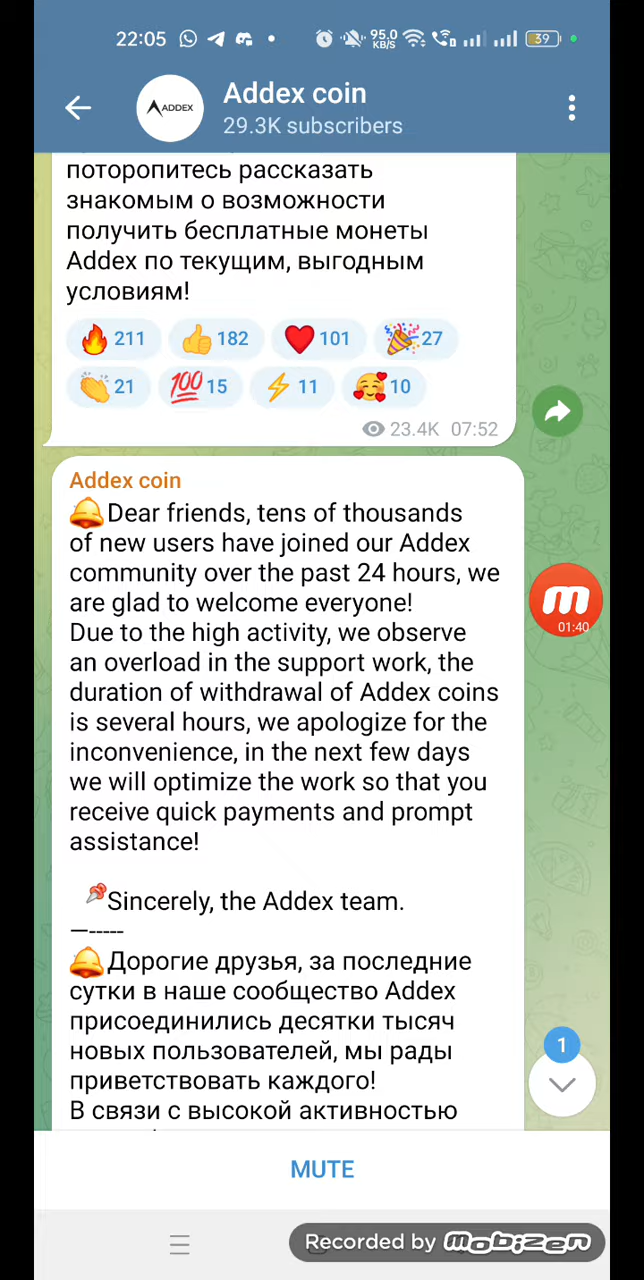 22:05
95.0
KB/S
39
ADDEX
Addex coin
29.3K subscribers
поторопитесь рассказать
знакомым о возможности
получить бесплатные монеты
Addex по текущим, выгодным
условиям!
211 182 101 27
21 100 15 11 10
23.4K 07:52
Addex coin
Dear friends, tens of thousands
of new users have joined our Addex
community over the past 24 hours, we
are glad to welcome everyone!
Due to the high activity, we observe
an overload in the support work, the
duration of withdrawal of Addex coins
is several hours, we apologize for the
inconvenience, in the next few days
we will optimize the work so that you
receive quick payments and prompt
assistance!
m
01:40
Sincerely, the Addex team.
—-----
Дорогие друзья, за последние
сутки в наше сообщество Addex
присоединились десятки тысяч
новых пользователей, мы рады
приветствовать каждого!
В связи с высокой активностью
1
MUTE
Recorded by mobizen